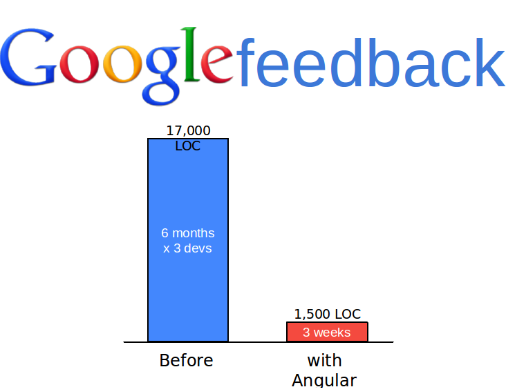 Googlefeedback
17,000
LOC
6 months
x 3 devs
1,500 LOC
3 weeks
Before
with
Angular